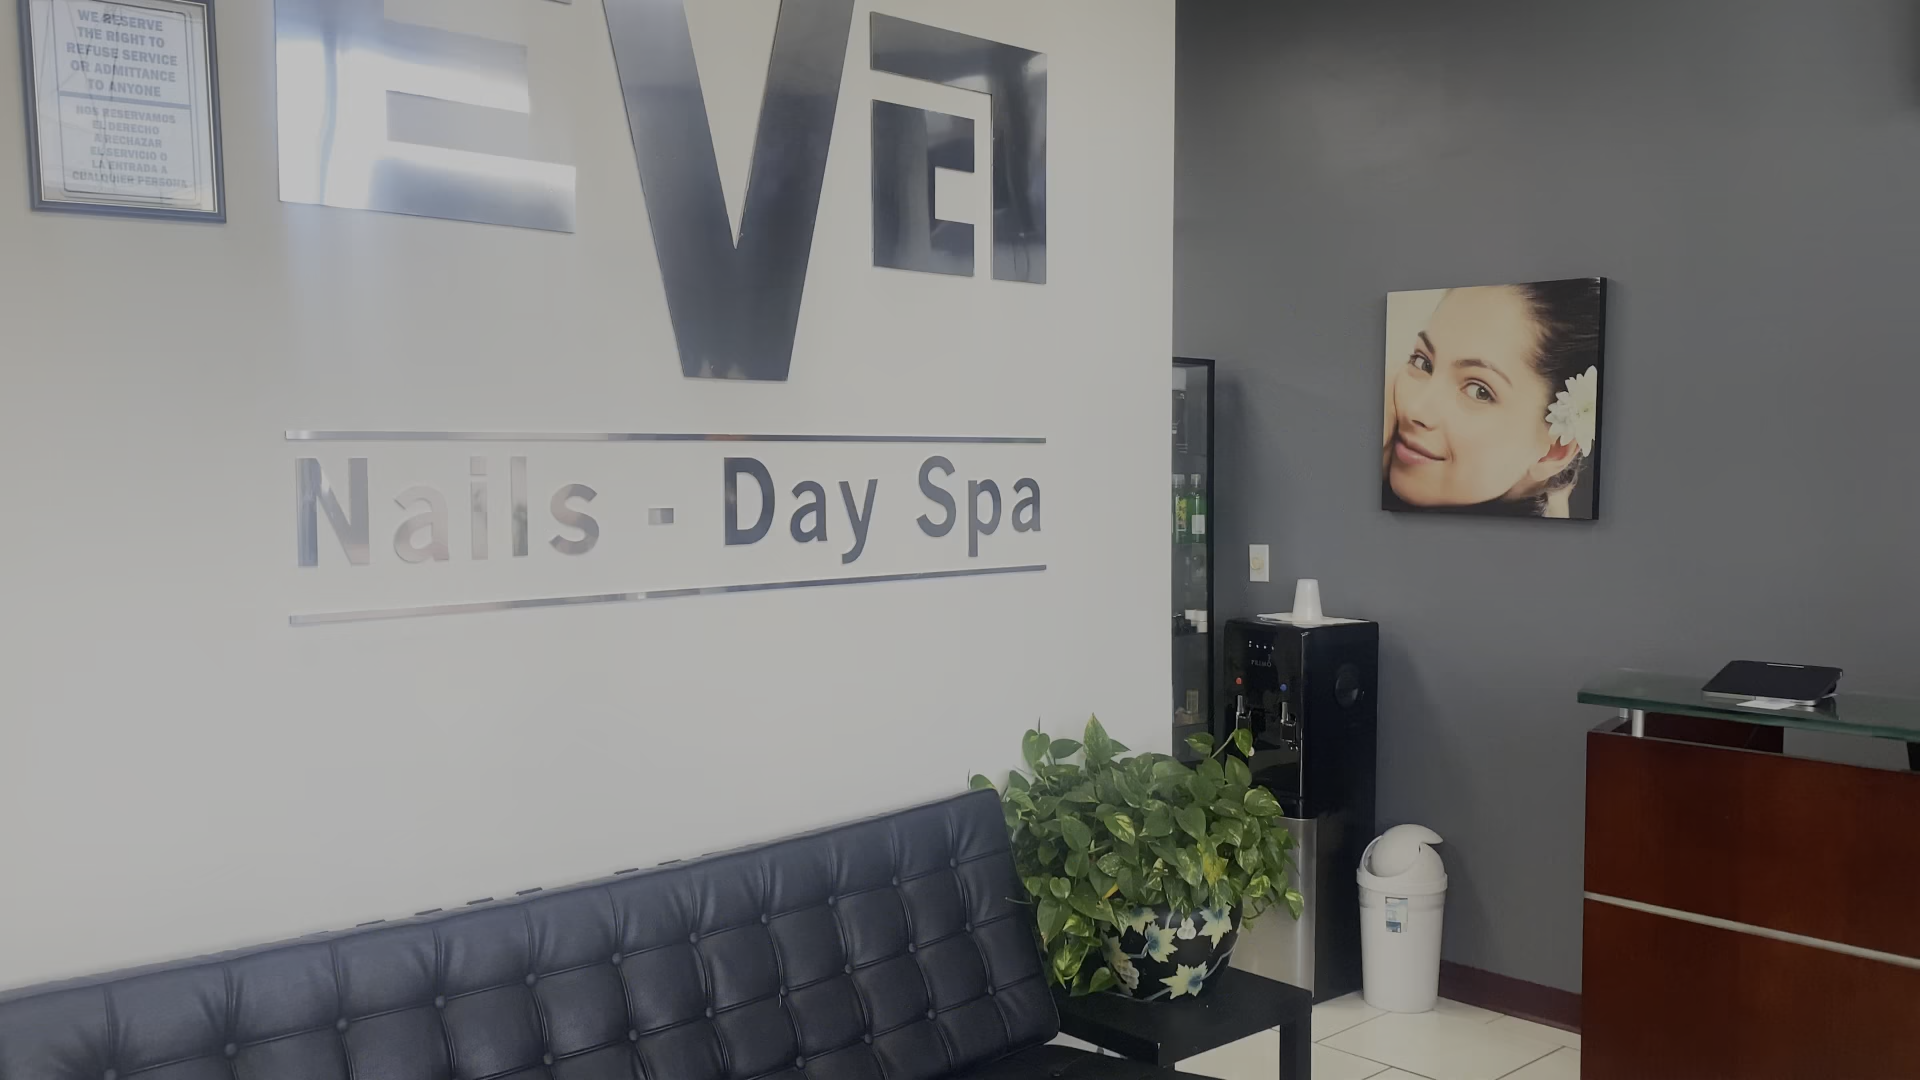 WE RESERVE
THE RIGHT TO
REFUSE SERVICE
OR ADMITTANCE
TO ANYONE
NOS RESERVAMOS
EL DERECHO
A RECHAZAR
EL SERVICIO O
LA ENTRADA A
CUALQUIER PERSONA
EVa
Nails - Day Spa